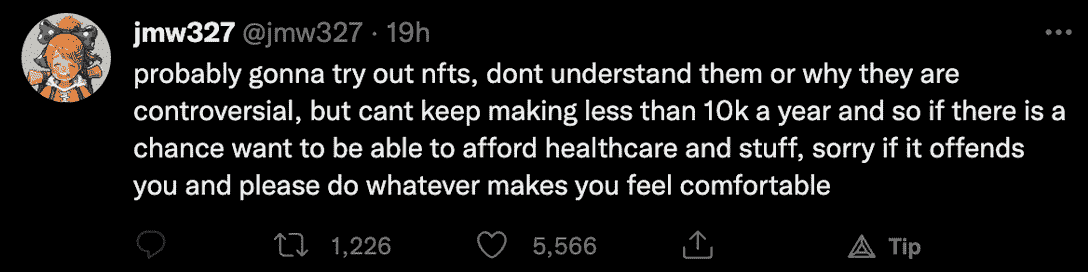 jmw327 @jmw327 · 19h
probably gonna try out nfts, dont understand them or why they are
controversial, but cant keep making less than 10k a year and so if there is a
chance want to be able to afford healthcare and stuff, sorry if it offends
you and please do whatever makes you feel comfortable
1,226 5,566 Tip